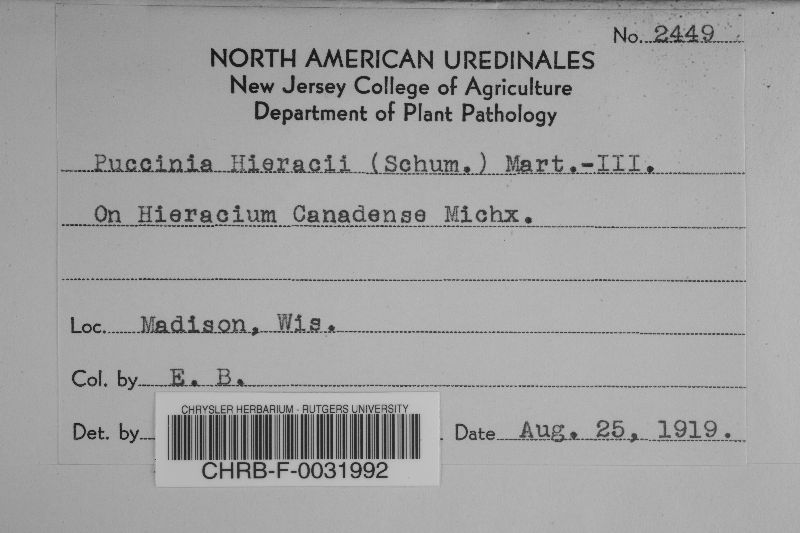 No. 2449
NORTH AMERICAN UREDINALES
New Jersey College of Agriculture
Department of Plant Pathology
Puccinia Hieracii (Schum.) Mart.-III.
On Hieracium Canadense Michx.
Loc. Madison, Wis.
Col. by E. B.
Det. by
Date Aug. 25, 1919.
CHRYSLER HERBARIUM - RUTGERS UNIVERSITY
CHRB-F-0031992